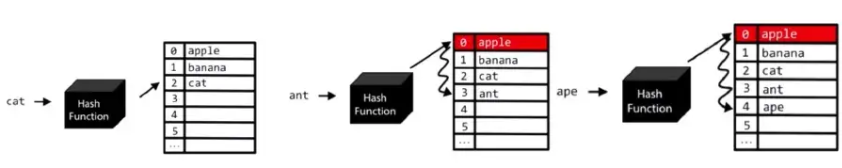 cat
Hash
Function
0 apple
1 banana
2 cat
3
4
5
...
ant
Hash
Function
0 apple
1 banana
2 cat
3 ant
4
5
...
ape
Hash
Function
0 apple
1 banana
2 cat
3 ant
4 ape
5
...